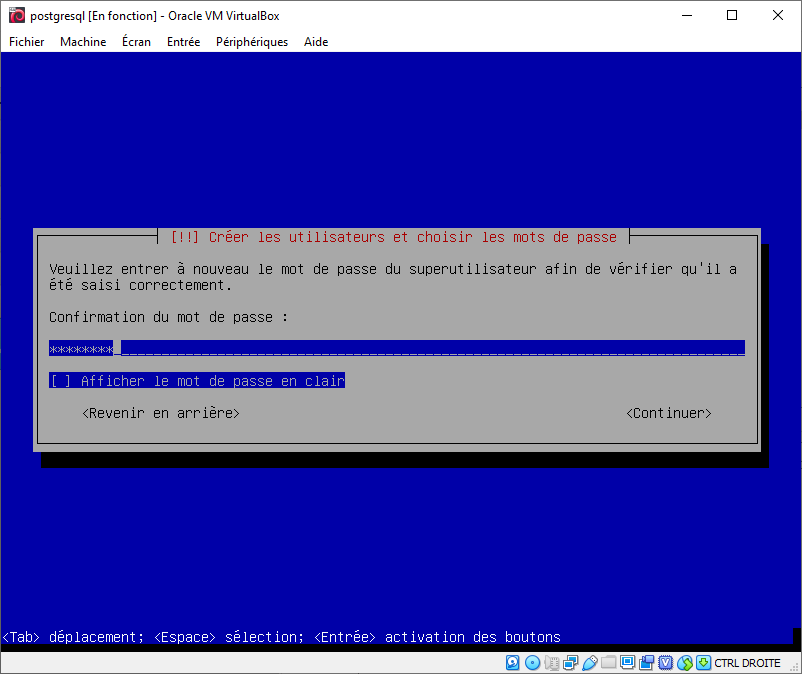 postgresql [En fonction] - Oracle VM VirtualBox
Fichier Machine Écran Entrée Périphériques Aide
[!!] Créer les utilisateurs et choisir les mots de passe
Veuillez entrer à nouveau le mot de passe du superutilisateur afin de vérifier qu'il a
été saisi correctement.
Confirmation du mot de passe :
********
[ ] Afficher le mot de passe en clair
<Revenir en arrière> <Continuer>
<Tab> déplacement; <Espace> sélection; <Entrée> activation des boutons
CTRL DROITE